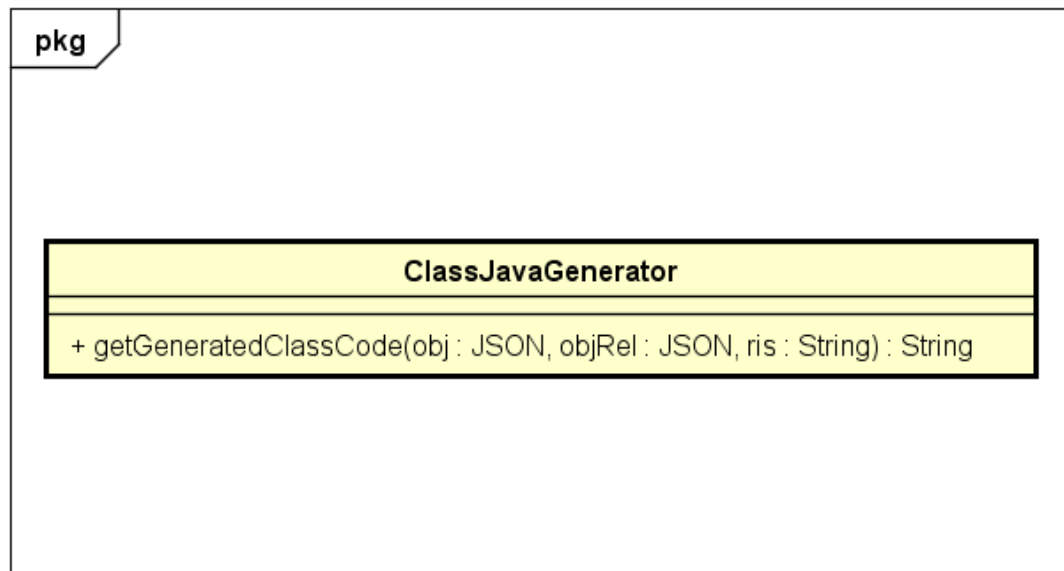 pkg
ClassJavaGenerator
+ getGeneratedClassCode(obj : JSON, objRel : JSON, ris : String) : String